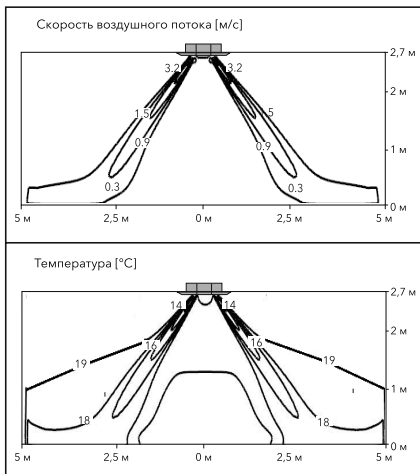 Скорость воздушного потока [м/с]
2,7 м
3.2 3.2
2 м
1.5 5
0.9 0.9
1 м
0.3 0.3
0 м
5 м 2,5 м 0 м 2,5 м 5 м
Температура [°C]
2,7 м
14 14
2 м
16 16
19 19
1 м
18 18
0 м
5 м 2,5 м 0 м 2,5 м 5 м